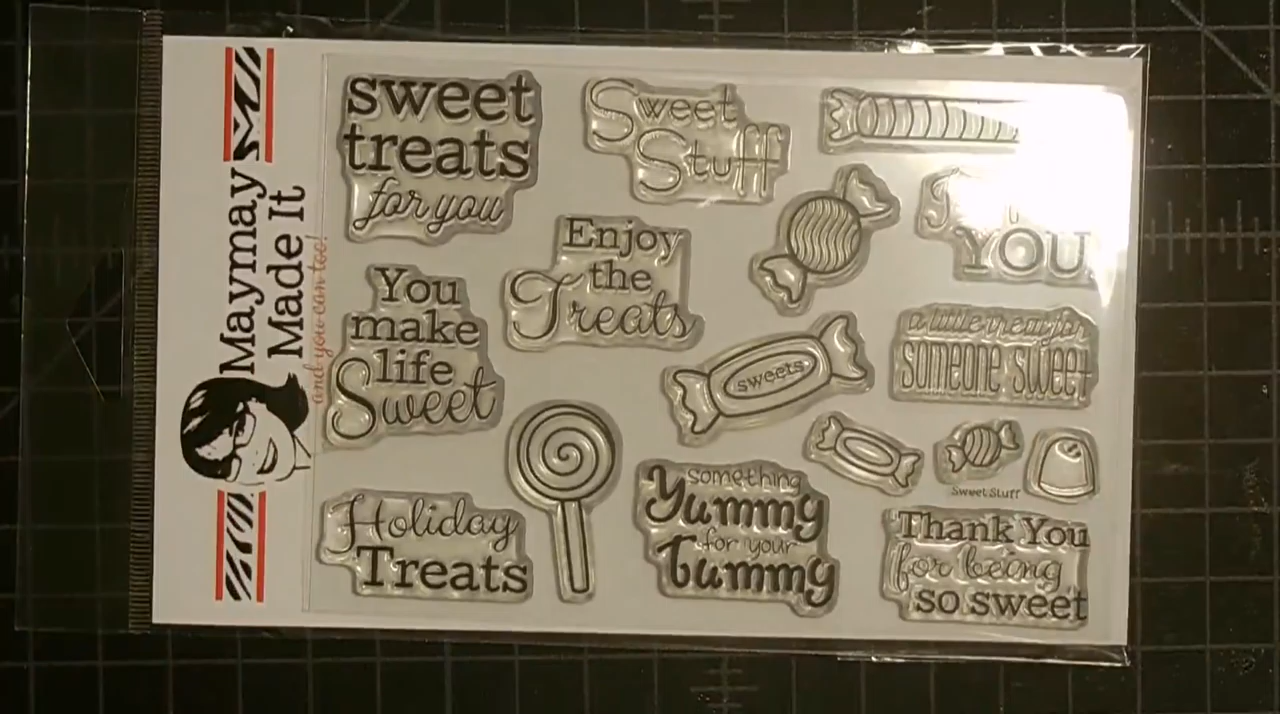 Maymay
Made It
and you can too!
sweet
treats
for you
Sweet
Stuff
Enjoy
the
Treats
You
make
life
Sweet
YOU
sweets
a little treat for
someone sweet
Sweet Stuff
Holiday
Treats
something
Yummy
for your
Tummy
Thank You
for being
so sweet